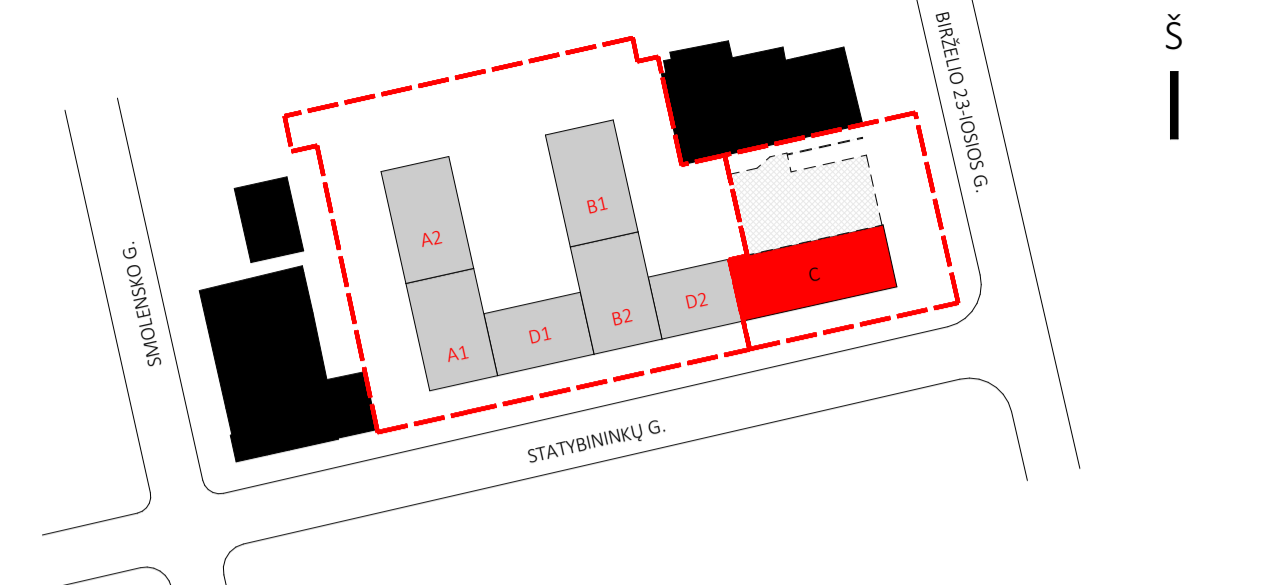 Š
BIRŽELIO 23-IOSIOS G.
SMOLENSKO G.
STATYBININKŲ G.
A2
B1
A1
D1
B2
D2
C